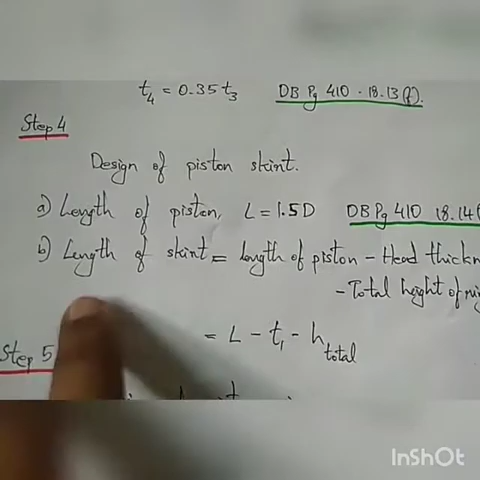 t₄ = 0.35 t₃ DB Pg 410 · 18.13(f).
Step 4
Design of piston skirt.
a) Length of piston, L = 1.5D DB Pg 410 18.14(
b) Length of skirt = length of piston – Head thickn
– Total height of ri
= L – t₁ – h total
Step 5
InShOt